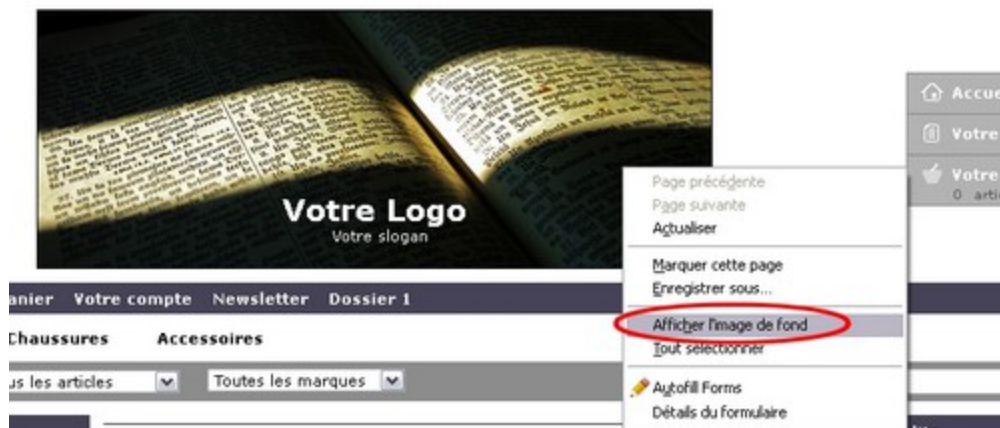 Votre Logo
Votre slogan
Accue
Votre
Votre
0 arti
Page précédente
Page suivante
Actualiser
Marquer cette page
Enregistrer sous...
Afficher l'image de fond
Tout sélectionner
Autofill Forms
Détails du formulaire
anier Votre compte Newsletter Dossier 1
Chaussures Accessoires
us les articles Toutes les marques